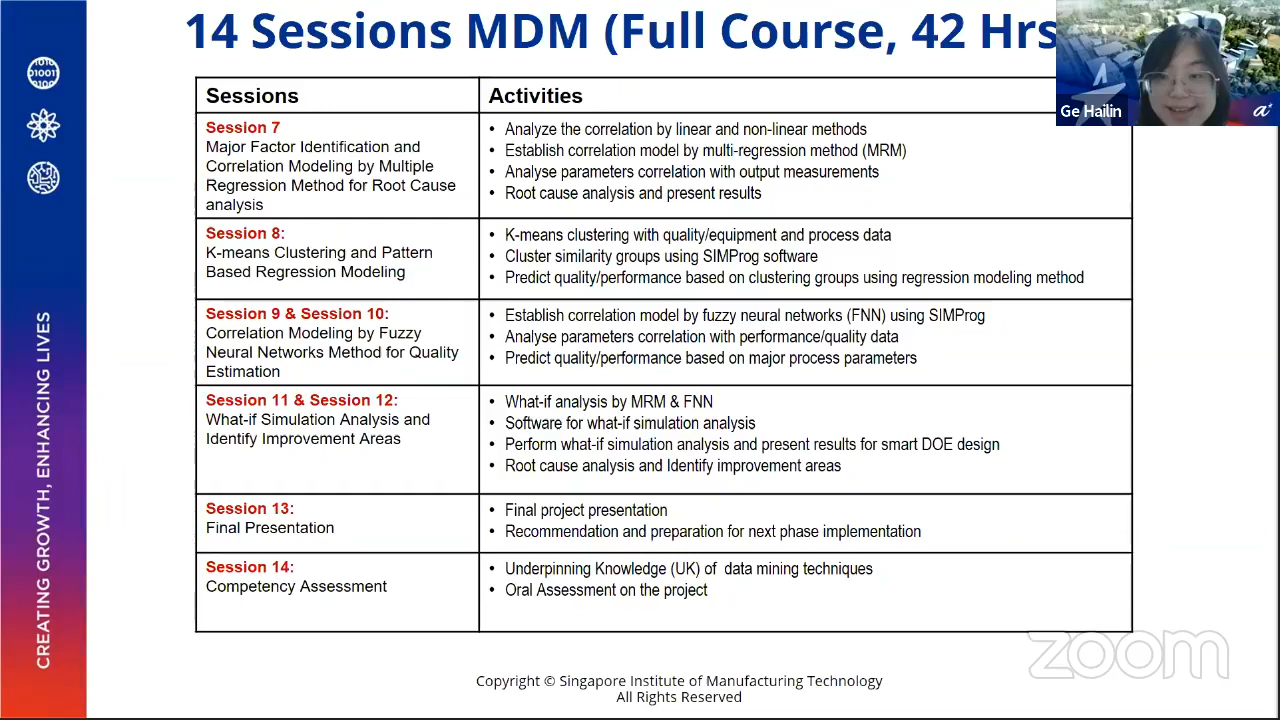 14 Sessions MDM (Full Course, 42 Hrs
Ge Hailin
Sessions
Activities
Session 7
Major Factor Identification and
Correlation Modeling by Multiple
Regression Method for Root Cause
analysis
• Analyze the correlation by linear and non-linear methods
• Establish correlation model by multi-regression method (MRM)
• Analyse parameters correlation with output measurements
• Root cause analysis and present results
Session 8:
K-means Clustering and Pattern
Based Regression Modeling
• K-means clustering with quality/equipment and process data
• Cluster similarity groups using SIMProg software
• Predict quality/performance based on clustering groups using regression modeling method
Session 9 & Session 10:
Correlation Modeling by Fuzzy
Neural Networks Method for Quality
Estimation
• Establish correlation model by fuzzy neural networks (FNN) using SIMProg
• Analyse parameters correlation with performance/quality data
• Predict quality/performance based on major process parameters
Session 11 & Session 12:
What-if Simulation Analysis and
Identify Improvement Areas
• What-if analysis by MRM & FNN
• Software for what-if simulation analysis
• Perform what-if simulation analysis and present results for smart DOE design
• Root cause analysis and Identify improvement areas
Session 13:
Final Presentation
• Final project presentation
• Recommendation and preparation for next phase implementation
Session 14:
Competency Assessment
• Underpinning Knowledge (UK) of data mining techniques
• Oral Assessment on the project
CREATING GROWTH, ENHANCING LIVES
zoom
Copyright © Singapore Institute of Manufacturing Technology
All Rights Reserved